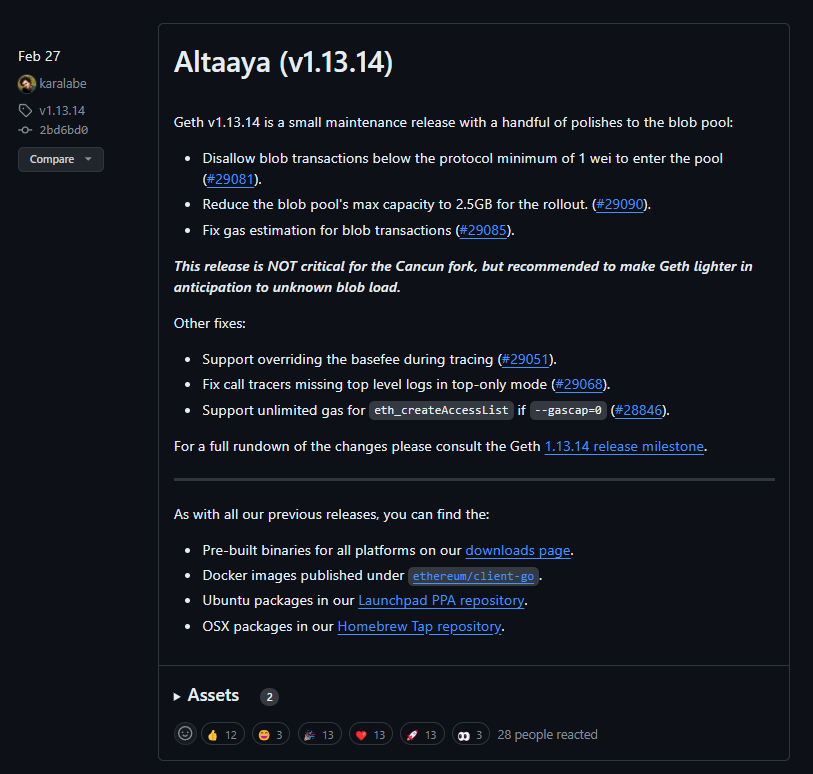 Feb 27
karalabe
v1.13.14
2bd6bd0
Compare
Altaaya (v1.13.14)
Geth v1.13.14 is a small maintenance release with a handful of polishes to the blob pool:
• Disallow blob transactions below the protocol minimum of 1 wei to enter the pool
(#29081).
• Reduce the blob pool's max capacity to 2.5GB for the rollout. (#29090).
• Fix gas estimation for blob transactions (#29085).
This release is NOT critical for the Cancun fork, but recommended to make Geth lighter in
anticipation to unknown blob load.
Other fixes:
• Support overriding the basefee during tracing (#29051).
• Fix call tracers missing top level logs in top-only mode (#29068).
• Support unlimited gas for eth_createAccessList if --gascap=0 (#28846).
For a full rundown of the changes please consult the Geth 1.13.14 release milestone.
As with all our previous releases, you can find the:
• Pre-built binaries for all platforms on our downloads page.
• Docker images published under ethereum/client-go.
• Ubuntu packages in our Launchpad PPA repository.
• OSX packages in our Homebrew Tap repository.
Assets 2
👍 12 😄 3 🎉 13 ❤️ 13 🚀 13 👀 3 28 people reacted